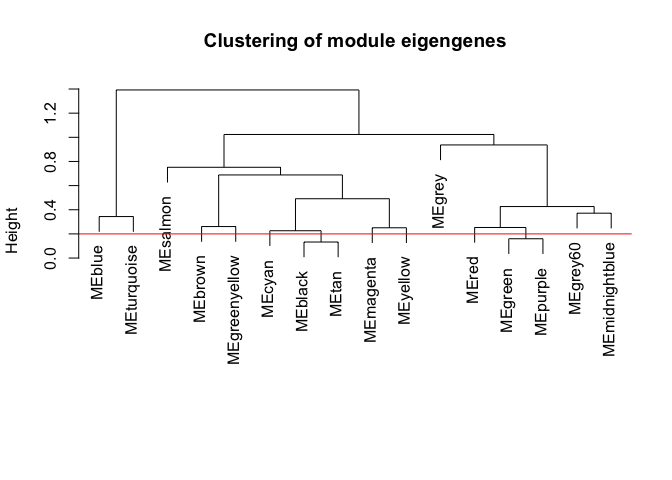 Clustering of module eigengenes
Height
0.0
0.4
0.8
1.2
MEblue
MEturquoise
MEsalmon
MEbrown
MEgreenyellow
MEcyan
MEblack
MEtan
MEmagenta
MEyellow
MEgrey
MEred
MEgreen
MEpurple
MEgrey60
MEmidnightblue